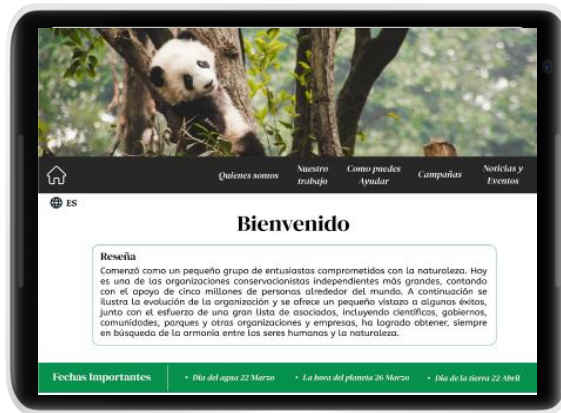 Quienes somos
Nuestro trabajo
Como puedes Ayudar
Campañas
Noticias y Eventos
ES
Bienvenido
Reseña
Comenzó como un pequeño grupo de entusiastas comprometidos con la naturaleza. Hoy
es una de las organizaciones conservacionistas independientes más grandes, contando
con el apoyo de cinco millones de personas alrededor del mundo. A continuación se
ilustra la evolución de la organización y se ofrece un pequeño vistazo a algunos éxitos,
junto con el esfuerzo de una gran lista de asociados, incluyendo científicos, gobiernos,
comunidades, parques y otras organizaciones y empresas, ha logrado obtener, siempre
en búsqueda de la armonía entre los seres humanos y la naturaleza.
Fechas Importantes • Dia del agua 22 Marzo • La hora del planeta 26 Marzo • Dia de la tierra 22 Abril